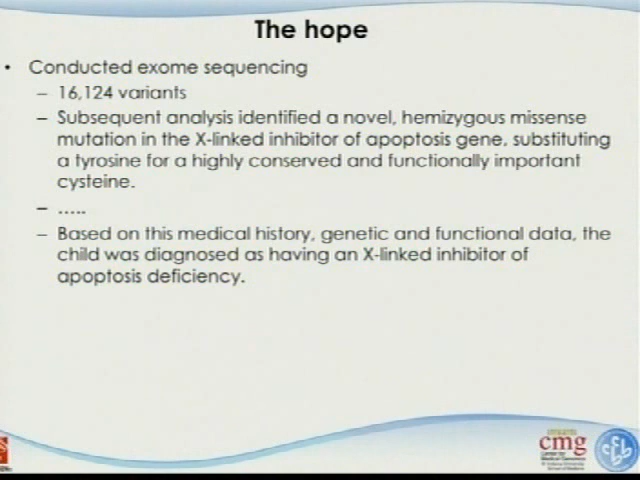 The hope
• Conducted exome sequencing
– 16,124 variants
– Subsequent analysis identified a novel, hemizygous missense
mutation in the X-linked inhibitor of apoptosis gene, substituting
a tyrosine for a highly conserved and functionally important
cysteine.
– .....
– Based on this medical history, genetic and functional data, the
child was diagnosed as having an X-linked inhibitor of
apoptosis deficiency.
cmg